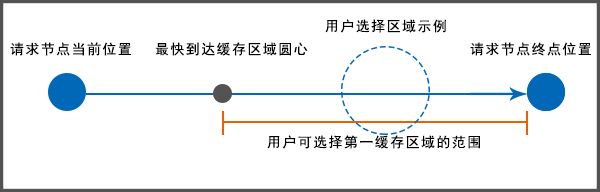 用户选择区域示例
请求节点当前位置
最快到达缓存区域圆心
请求节点终点位置
用户可选择第一缓存区域的范围